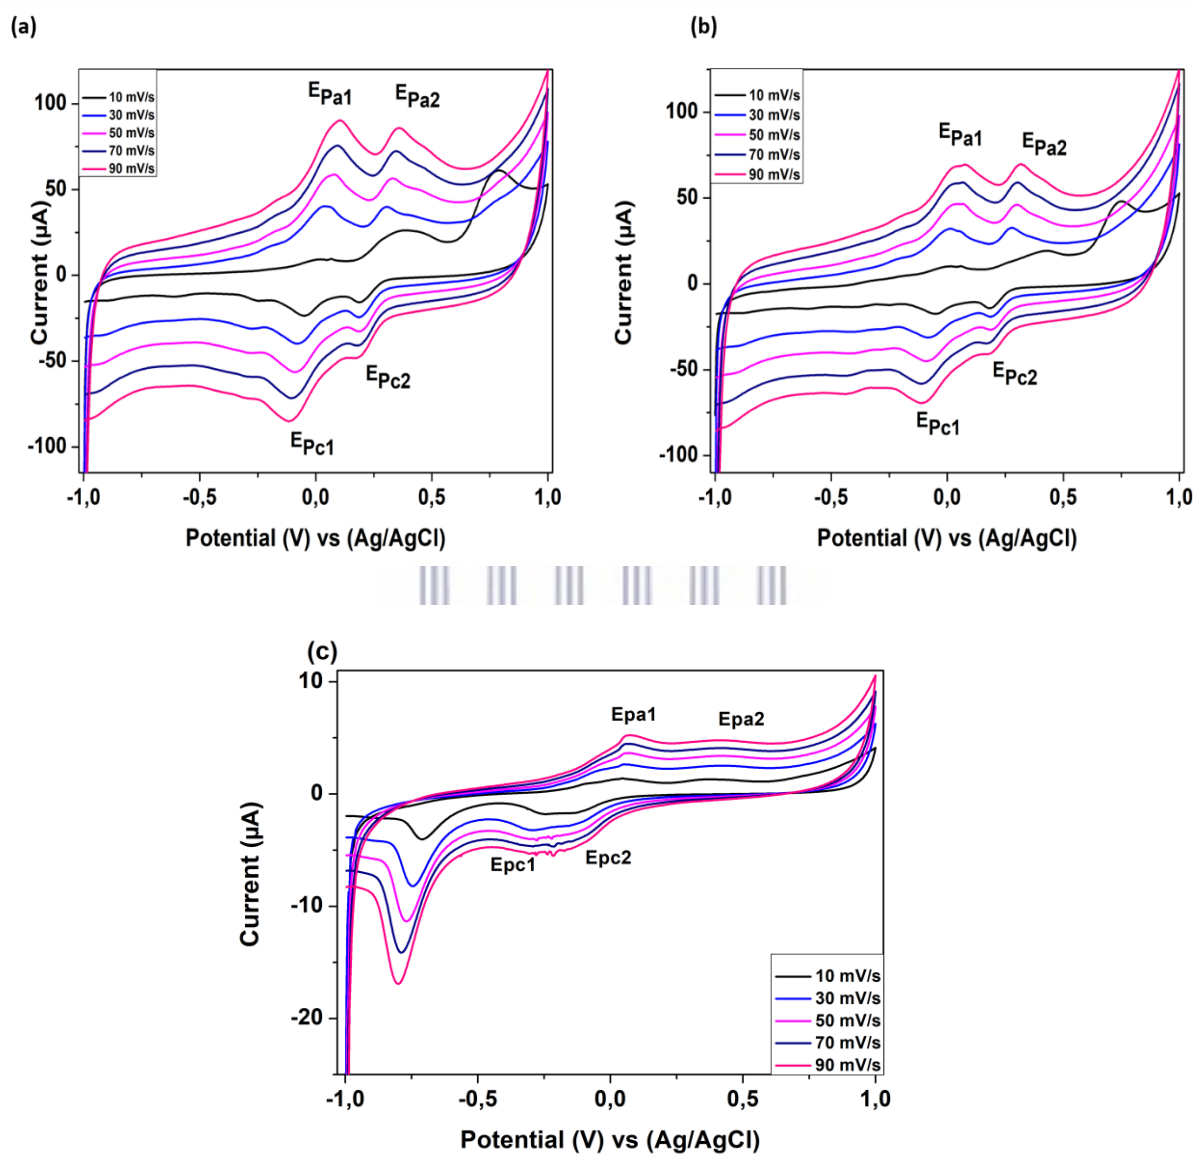 (a)
(b)
10 mV/s
30 mV/s
50 mV/s
70 mV/s
90 mV/s
EPa1
EPa2
EPc2
EPc1
100
50
0
-50
-100
Current (µA)
-1,0
-0,5
0,0
0,5
1,0
Potential (V) vs (Ag/AgCl)
10 mV/s
30 mV/s
50 mV/s
70 mV/s
90 mV/s
EPa1
EPa2
EPc2
EPc1
100
50
0
-50
-100
Current (µA)
-1,0
-0,5
0,0
0,5
1,0
Potential (V) vs (Ag/AgCl)
(c)
Epa1
Epa2
Epc1
Epc2
10
0
-10
-20
Current (µA)
10 mV/s
30 mV/s
50 mV/s
70 mV/s
90 mV/s
-1,0
-0,5
0,0
0,5
1,0
Potential (V) vs (Ag/AgCl)